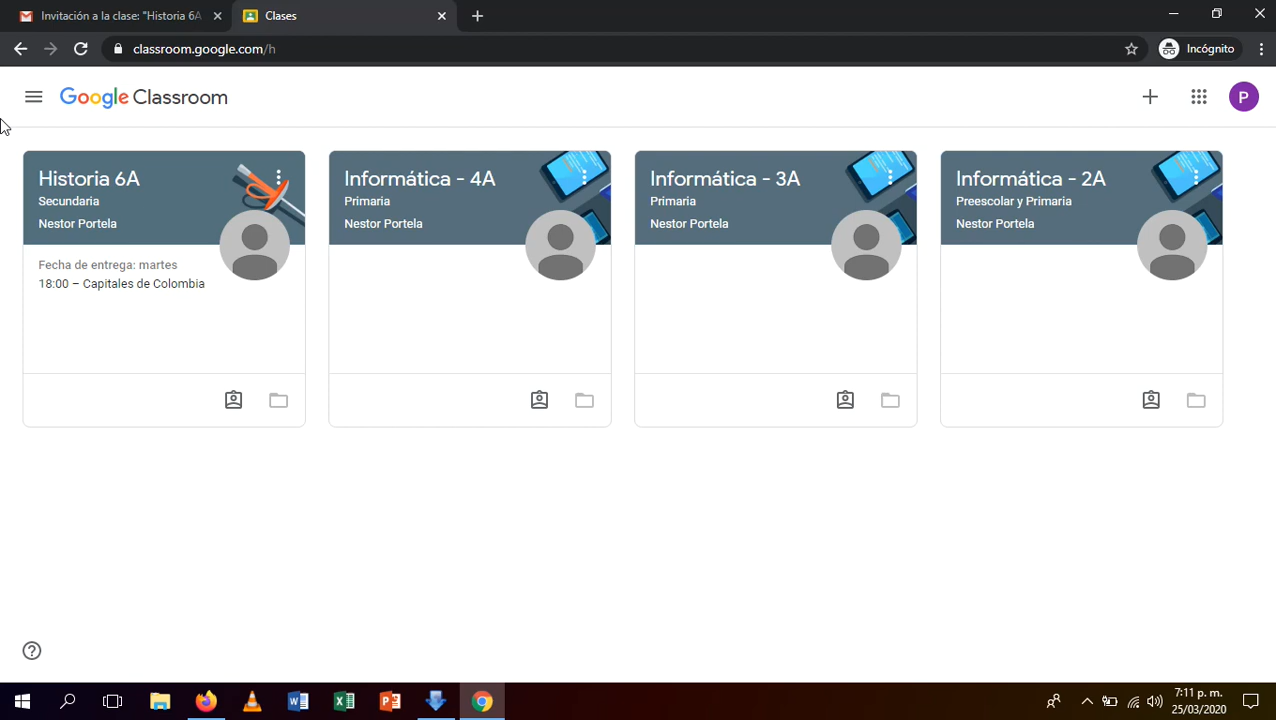 Invitación a la clase: "Historia 6A
Clases
classroom.google.com/h
Incógnito
Google Classroom
P
Historia 6A
Secundaria
Nestor Portela
Fecha de entrega: martes
18:00 – Capitales de Colombia
Informática - 4A
Primaria
Nestor Portela
Informática - 3A
Primaria
Nestor Portela
Informática - 2A
Preescolar y Primaria
Nestor Portela
7:11 p. m.
25/03/2020